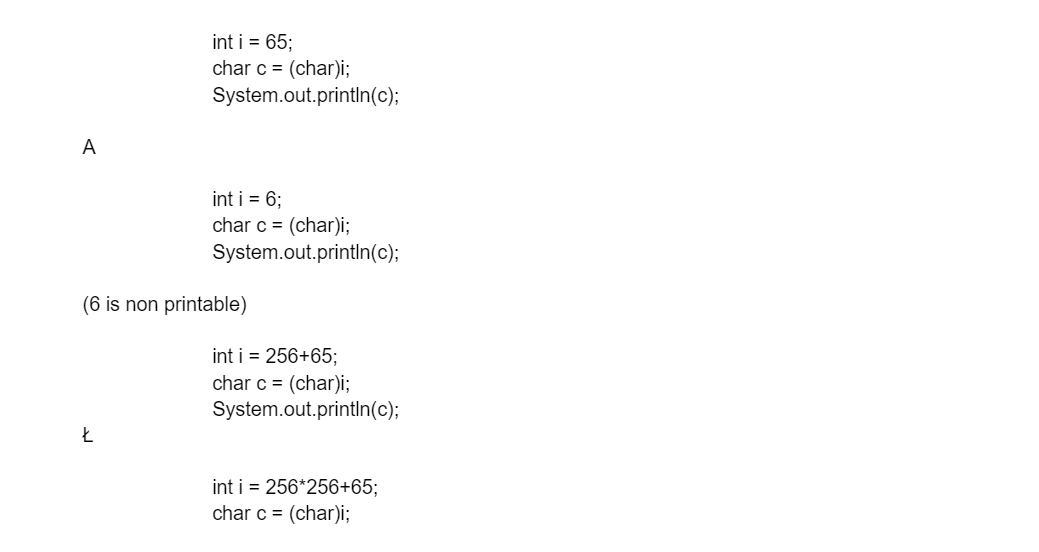 int i = 65;
char c = (char)i;
System.out.println(c);
A
int i = 6;
char c = (char)i;
System.out.println(c);
(6 is non printable)
int i = 256+65;
char c = (char)i;
System.out.println(c);
Ł
int i = 256*256+65;
char c = (char)i;